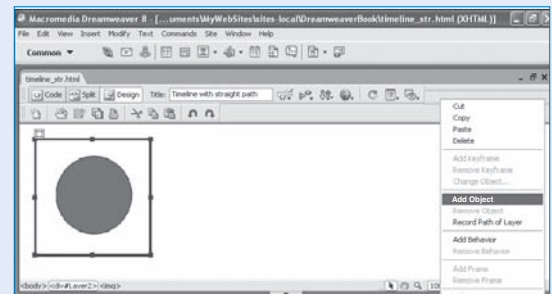 Macromedia Dreamweaver 8 - [...uments\MyWebSites\sites-local\DreamweaverBook\timeline_str.html (XHTML)]
File Edit View Insert Modify Text Commands Site Window Help
Common
timeline_str.html
Code Split Design Title: Timeline with straight path
Cut
Copy
Paste
Delete
Add Keyframe
Remove Keyframe
Change Object...
Add Object
Remove Object
Record Path of Layer
Add Behavior
Remove Behavior
Add Frame
Remove Frame
<body> <div#Layer2> <img>